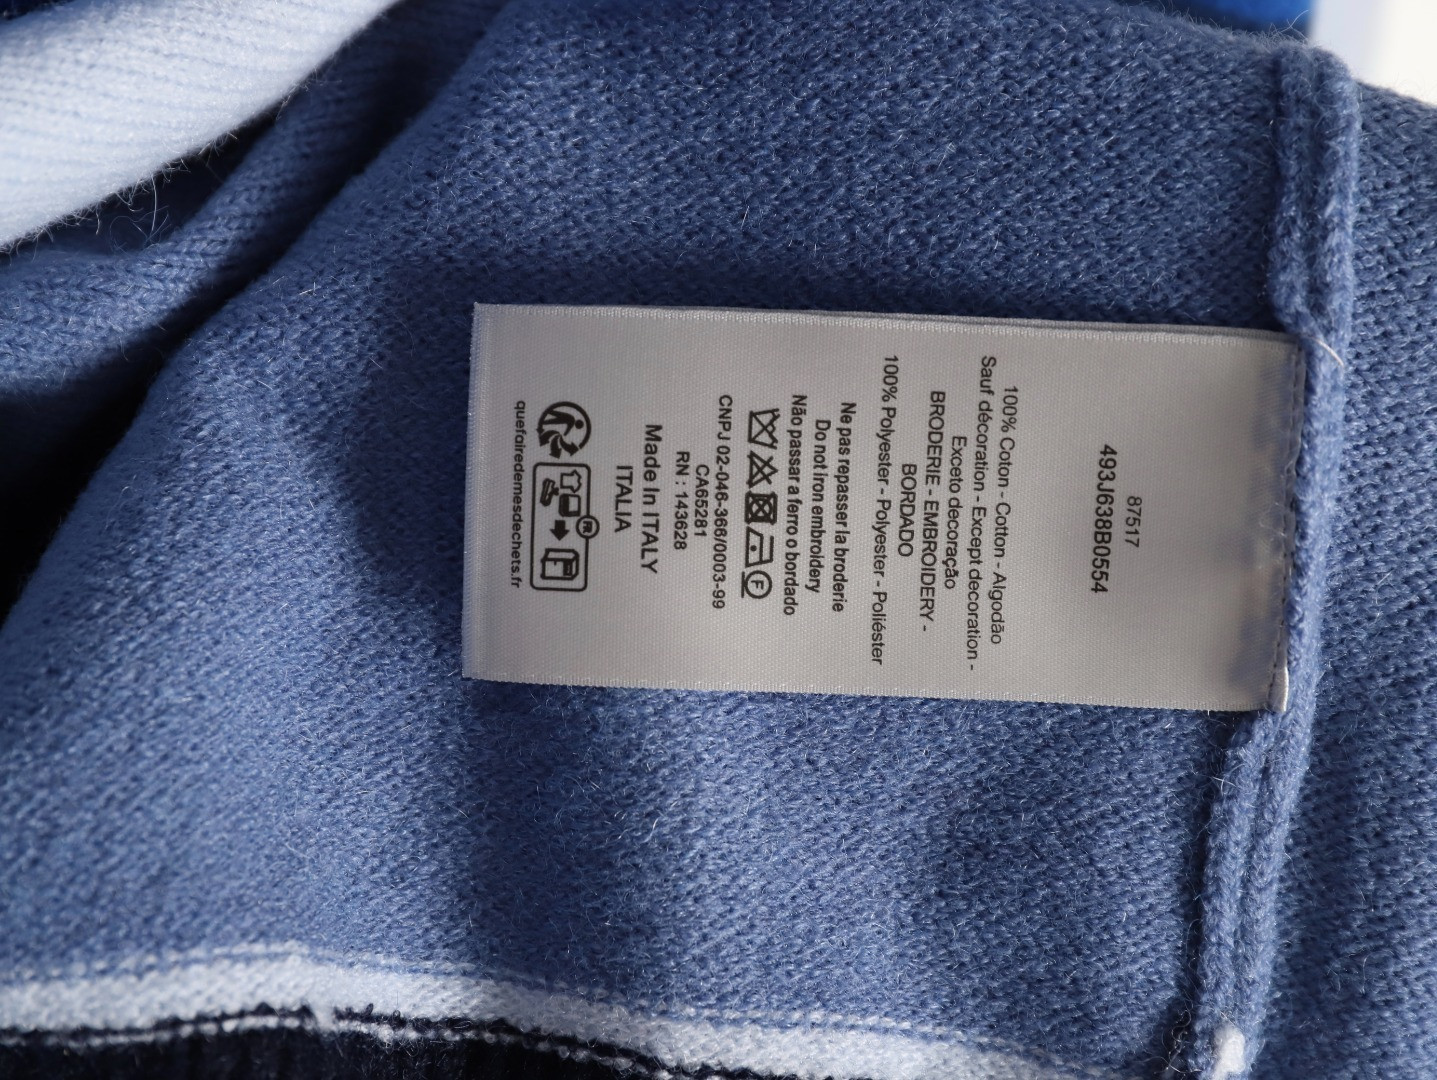 87517
493J638B0554
100% Coton - Cotton - Algodão
Sauf décoration - Except decoration -
Exceto decoração
BRODERIE - EMBROIDERY -
BORDADO
100% Polyester - Polyester - Poliéster
Ne pas repasser la broderie
Do not iron embroidery
Não passar a ferro o bordado
F
CNPJ 02-046-366/0003-99
CA65281
RN : 143628
Made In ITALY
ITALIA
FR
quefairedemesdechets.fr